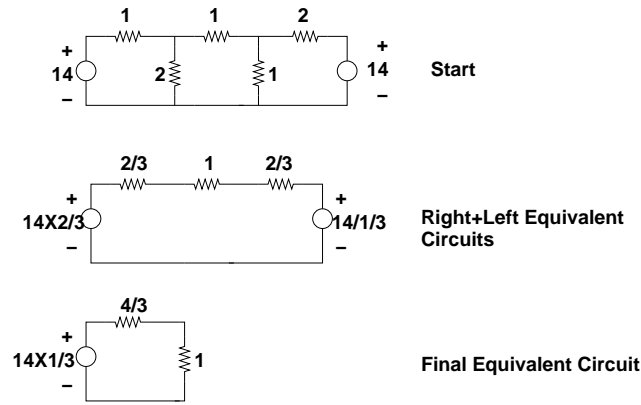 1 1 2
+ +
14 2 1 14 Start
− −
2/3 1 2/3
+ +
14X2/3 14/1/3 Right+Left Equivalent
− − Circuits
4/3
+
14X1/3 1 Final Equivalent Circuit
−